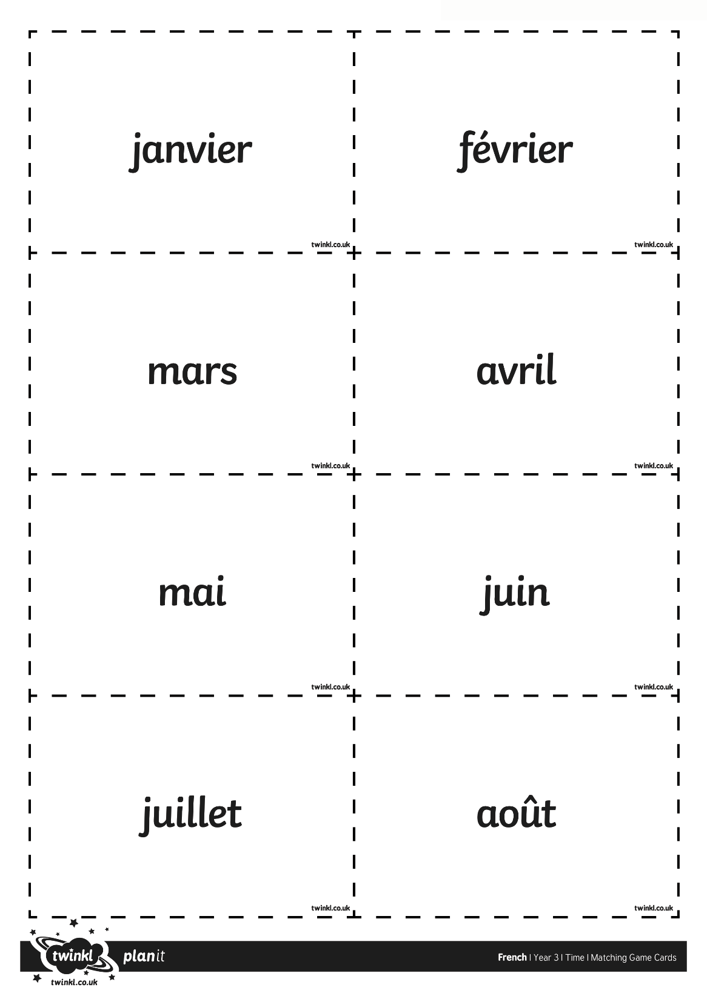 janvier
février
twinkl.co.uk
twinkl.co.uk
mars
avril
twinkl.co.uk
twinkl.co.uk
mai
juin
twinkl.co.uk
twinkl.co.uk
juillet
août
twinkl.co.uk
twinkl.co.uk
twinkl
planit
French | Year 3 | Time | Matching Game Cards
twinkl.co.uk